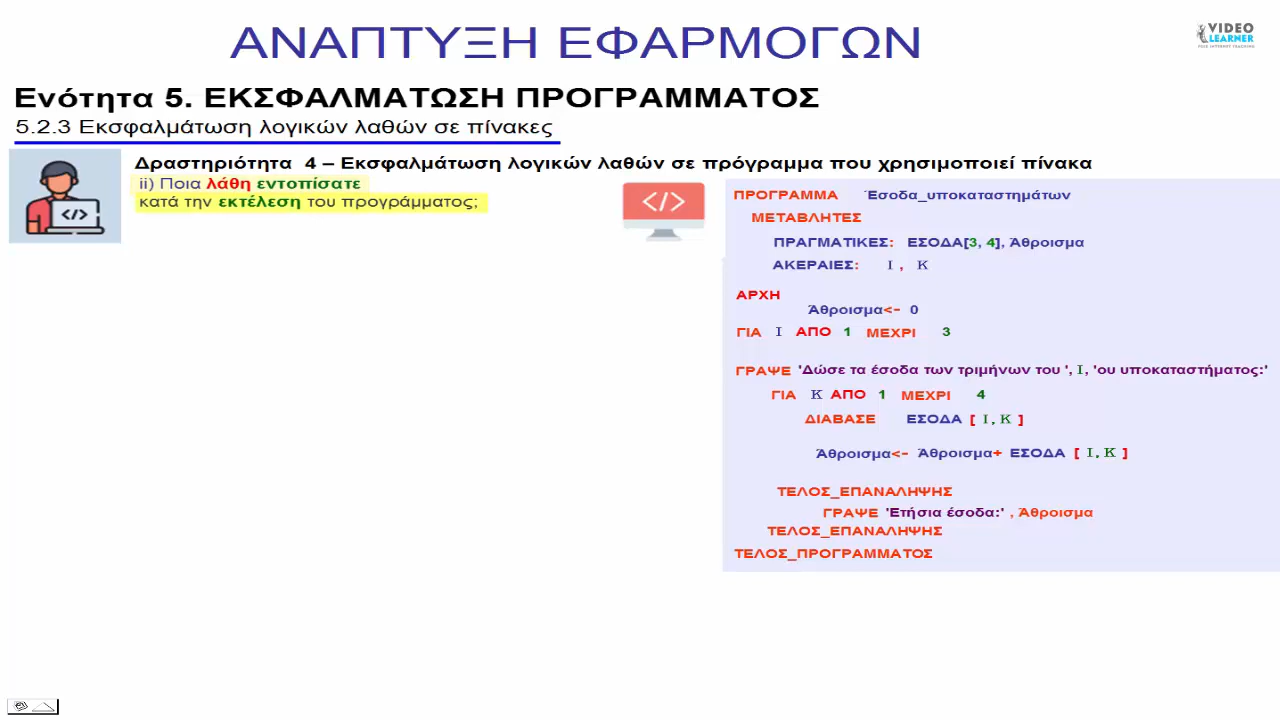 ΑΝΑΠΤΥΞΗ ΕΦΑΡΜΟΓΩΝ
VIDEO
LEARNER
Ενότητα 5. ΕΚΣΦΑΛΜΑΤΩΣΗ ΠΡΟΓΡΑΜΜΑΤΟΣ
5.2.3 Εκσφαλμάτωση λογικών λαθών σε πίνακες
Δραστηριότητα 4 – Εκσφαλμάτωση λογικών λαθών σε πρόγραμμα που χρησιμοποιεί πίνακα
ii) Ποια λάθη εντοπίσατε
κατά την εκτέλεση του προγράμματος;
ΠΡΟΓΡΑΜΜΑ Έσοδα_υποκαταστημάτων
ΜΕΤΑΒΛΗΤΕΣ
ΠΡΑΓΜΑΤΙΚΕΣ: ΕΣΟΔΑ[3, 4], Άθροισμα
ΑΚΕΡΑΙΕΣ: Ι , Κ
ΑΡΧΗ
Άθροισμα<- 0
ΓΙΑ Ι ΑΠΟ 1 ΜΕΧΡΙ 3
ΓΡΑΨΕ 'Δώσε τα έσοδα των τριμήνων του ', Ι, 'ου υποκαταστήματος:'
ΓΙΑ Κ ΑΠΟ 1 ΜΕΧΡΙ 4
ΔΙΑΒΑΣΕ ΕΣΟΔΑ [ Ι,Κ ]
Άθροισμα<- Άθροισμα+ ΕΣΟΔΑ [ Ι,Κ ]
ΤΕΛΟΣ_ΕΠΑΝΑΛΗΨΗΣ
ΓΡΑΨΕ 'Ετήσια έσοδα:' , Άθροισμα
ΤΕΛΟΣ_ΕΠΑΝΑΛΗΨΗΣ
ΤΕΛΟΣ_ΠΡΟΓΡΑΜΜΑΤΟΣ